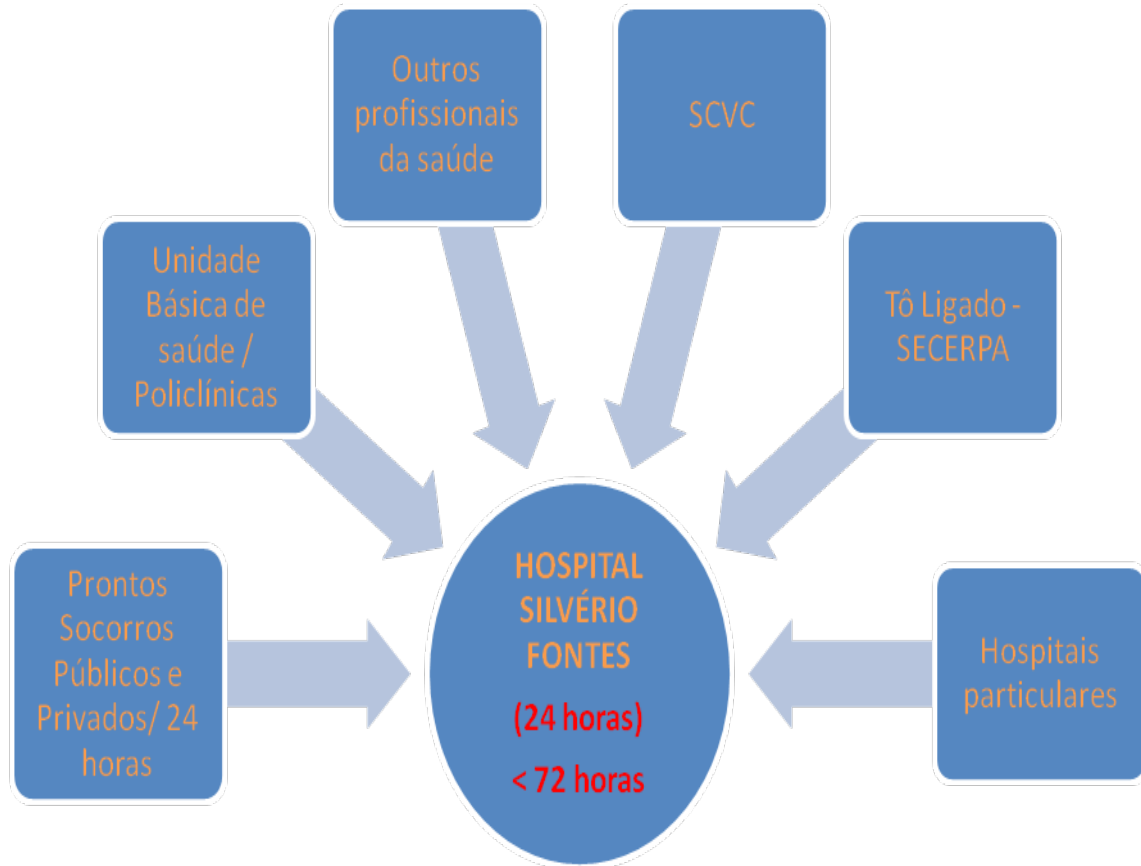 Outros
profissionais
da saúde
SCVC
Unidade
Básica de
saúde /
Policlínicas
Tô Ligado -
SECERPA
Prontos
Socorros
Públicos e
Privados/ 24
horas
HOSPITAL
SILVÉRIO
FONTES
(24 horas)
< 72 horas
Hospitais
particulares